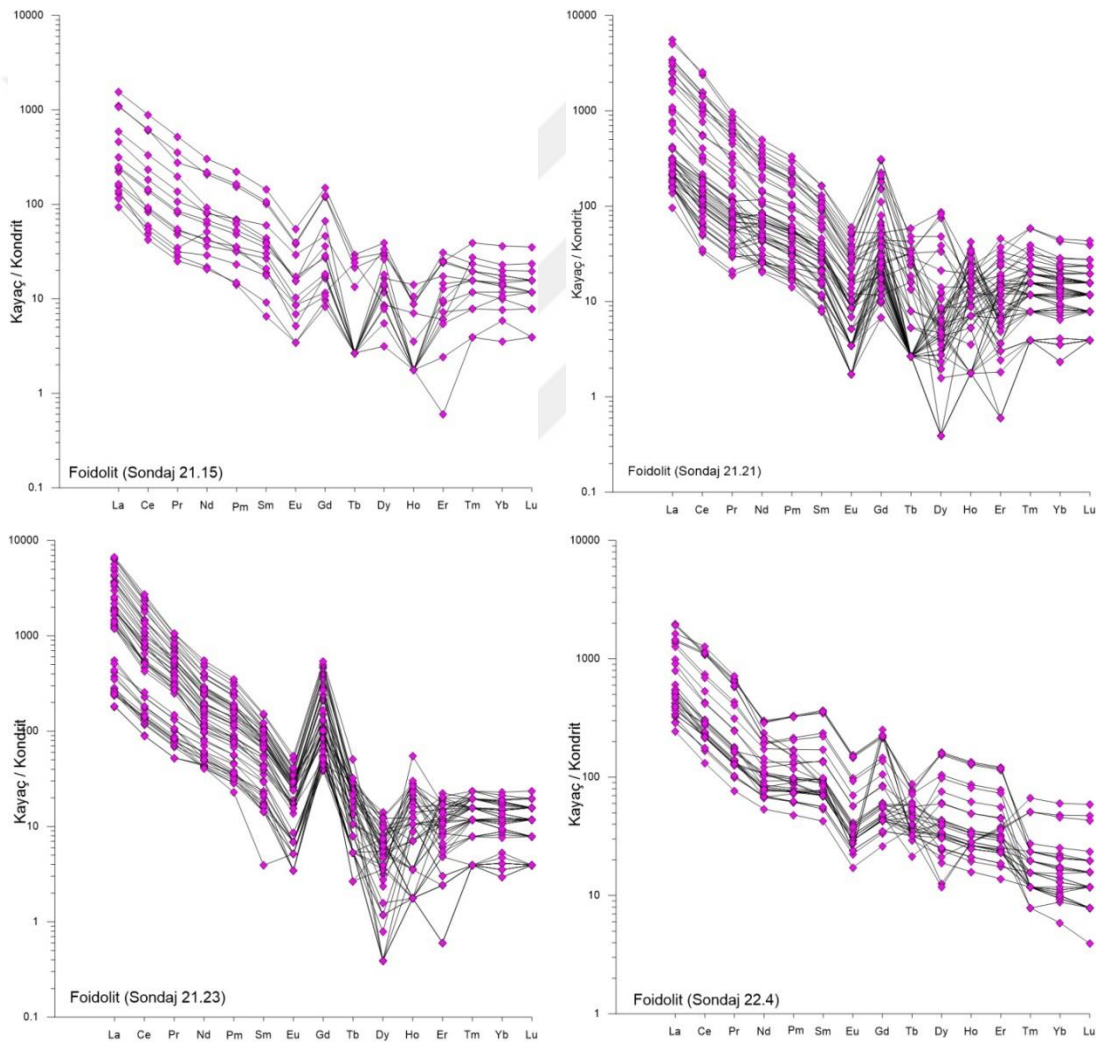 10000
1000
100
10
1
0.1
Kayaç / Kondrit
Foidolit (Sondaj 21.15)
La Ce Pr Nd Pm Sm Eu Gd Tb Dy Ho Er Tm Yb Lu
10000
1000
100
10
1
0.1
Kayaç / Kondrit
Foidolit (Sondaj 21.21)
La Ce Pr Nd Pm Sm Eu Gd Tb Dy Ho Er Tm Yb Lu
10000
1000
100
10
1
0.1
Kayaç / Kondrit
Foidolit (Sondaj 21.23)
La Ce Pr Nd Pm Sm Eu Gd Tb Dy Ho Er Tm Yb Lu
10000
1000
100
10
1
Kayaç / Kondrit
Foidolit (Sondaj 22.4)
La Ce Pr Nd Pm Sm Eu Gd Tb Dy Ho Er Tm Yb Lu